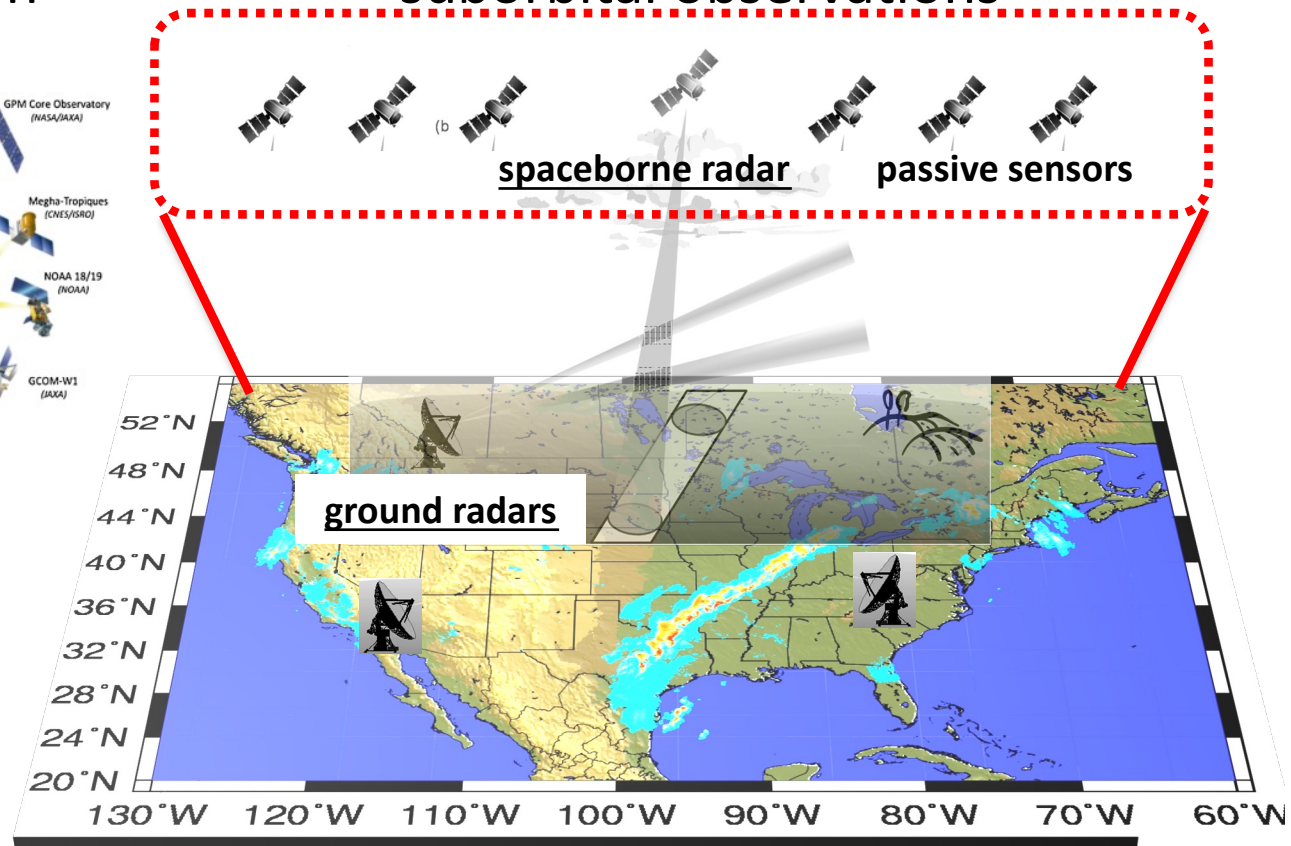 suborbital observations
GPM Core Observatory
(NASA/JAXA)
(b
spaceborne radar
passive sensors
Megha-Tropiques
(CNES/ISRO)
NOAA 18/19
(NOAA)
GCOM-W1
(JAXA)
52°N
48°N
ground radars
44°N
40°N
36°N
32°N
28°N
24°N
20°N
130°W 120°W 110°W 100°W 90°W 80°W 70°W 60°W